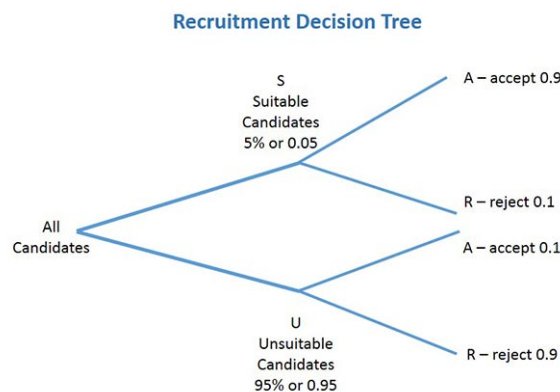 Recruitment Decision Tree
S
Suitable
Candidates
5% or 0.05
A – accept 0.9
R – reject 0.1
All
Candidates
A – accept 0.1
U
Unsuitable
Candidates
95% or 0.95
R – reject 0.9